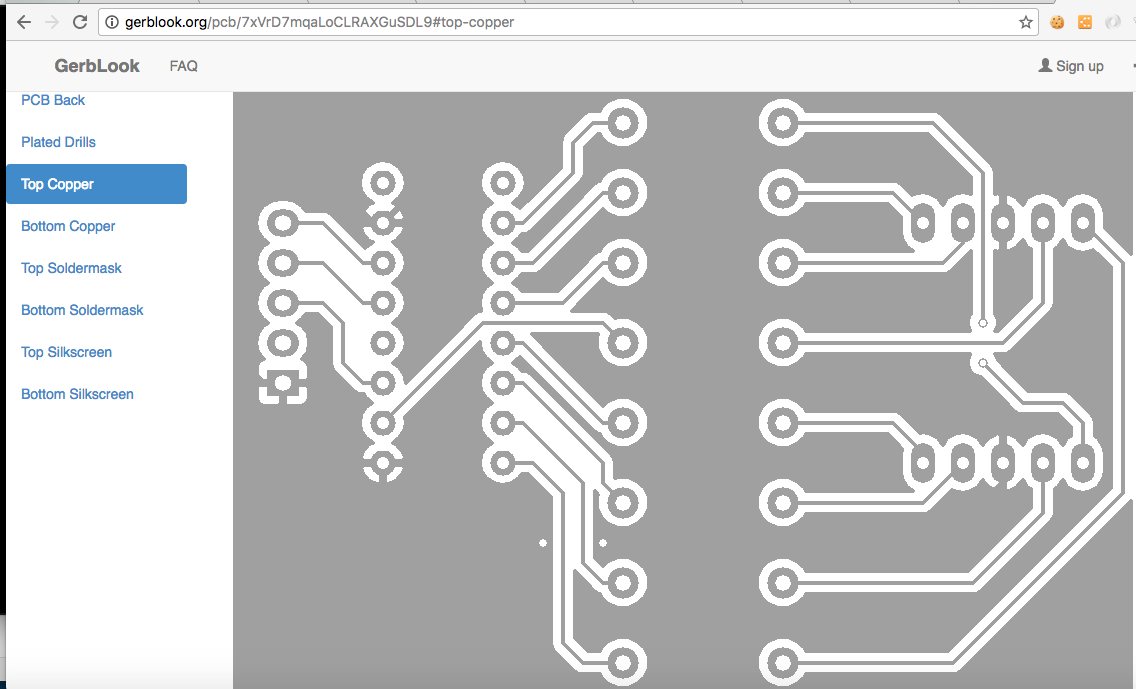 gerblook.org/pcb/7xVrD7mqaLoCLRAXGuSDL9#top-copper
GerbLook FAQ Sign up
PCB Back
Plated Drills
Top Copper
Bottom Copper
Top Soldermask
Bottom Soldermask
Top Silkscreen
Bottom Silkscreen